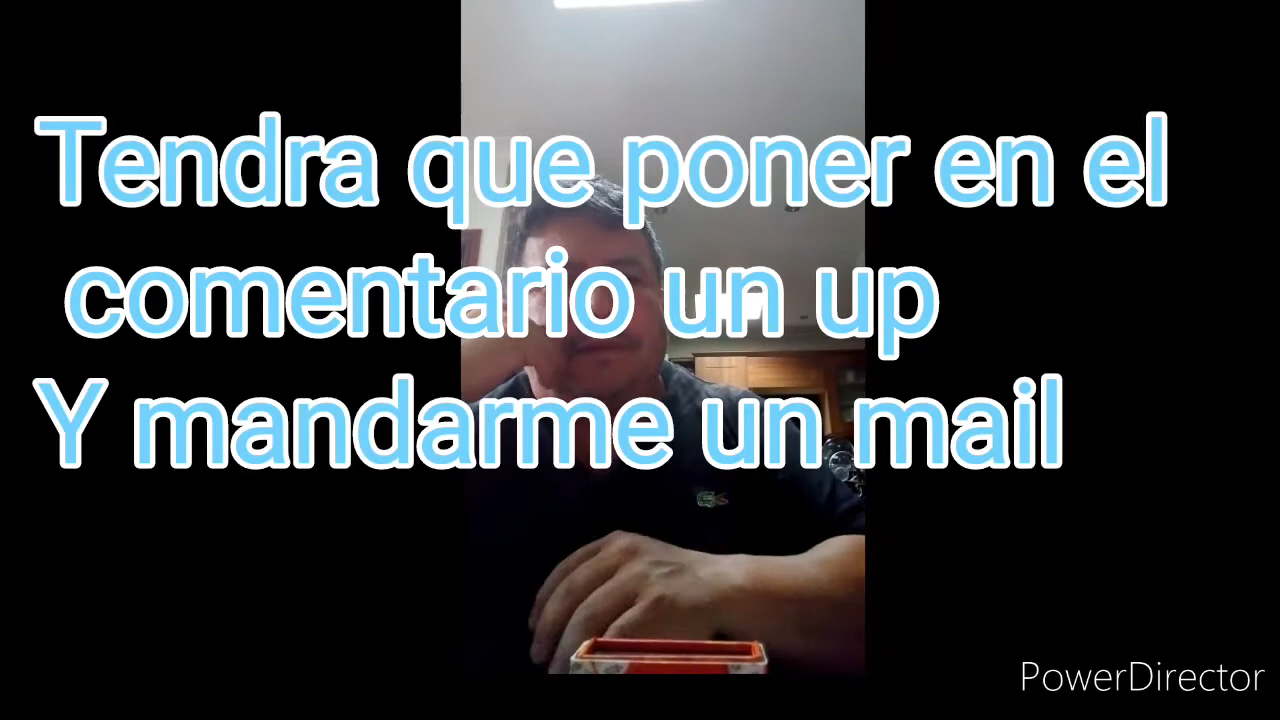 Tendra que poner en el
comentario un up
Y mandarme un mail
PowerDirector